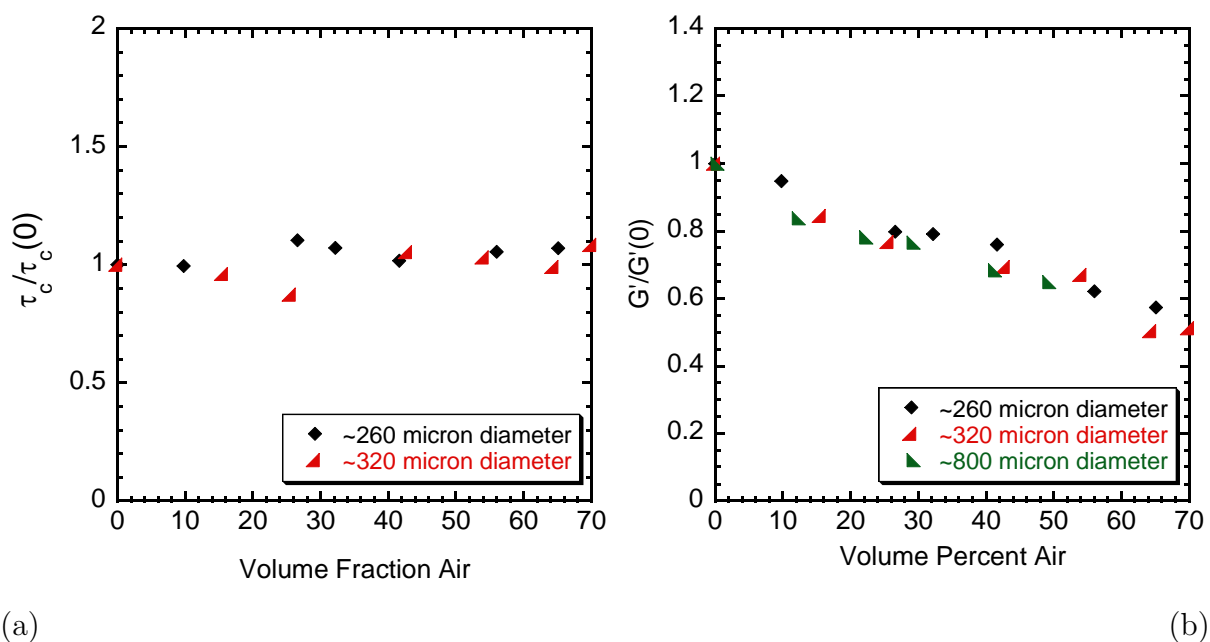 2
1.5
1
0.5
0
τc/τc(0)
0 10 20 30 40 50 60 70
Volume Fraction Air
~260 micron diameter
~320 micron diameter
(a)
1.4
1.2
1
0.8
0.6
0.4
0.2
0
G'/G'(0)
0 10 20 30 40 50 60 70
Volume Percent Air
~260 micron diameter
~320 micron diameter
~800 micron diameter
(b)